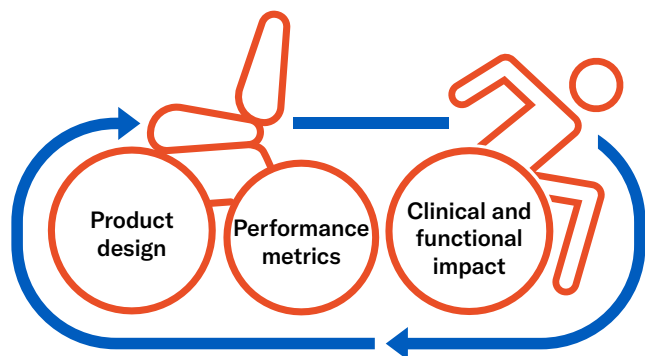 Product
design
Performance
metrics
Clinical and
functional
impact